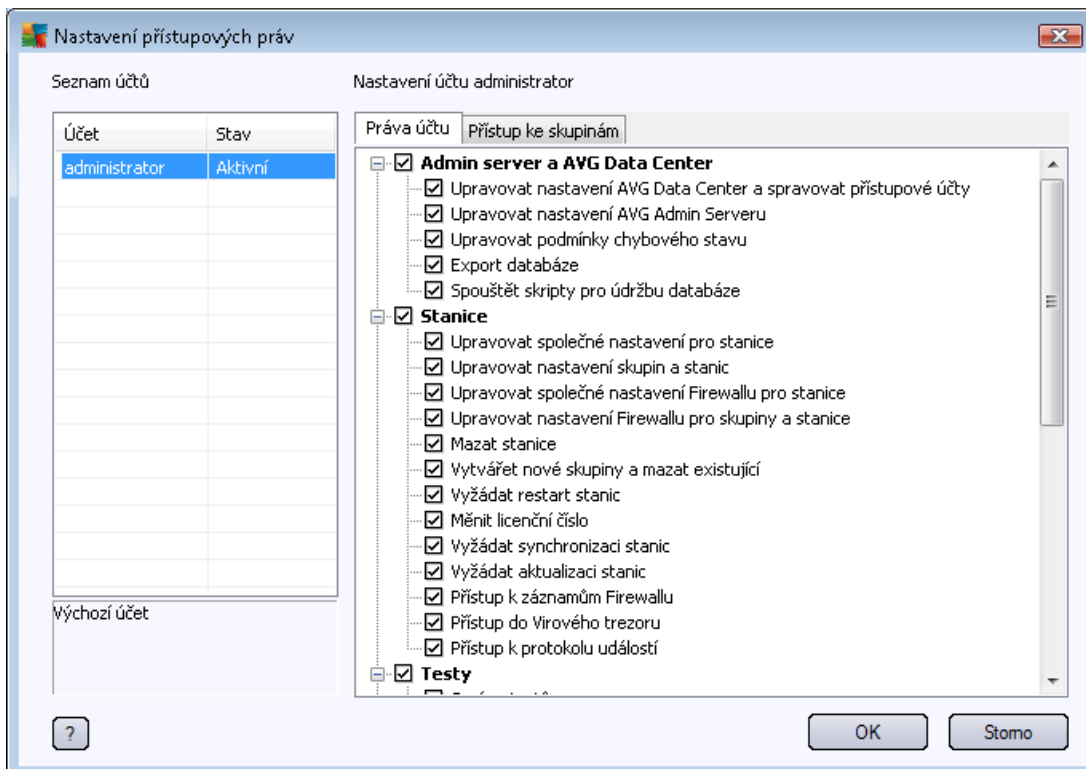 Nastavení přístupových práv
Seznam účtů
Nastavení účtu administrator
Účet Stav
administrator Aktivní
Výchozí účet
Práva účtu Přístup ke skupinám
Admin server a AVG Data Center
Upravovat nastavení AVG Data Center a spravovat přístupové účty
Upravovat nastavení AVG Admin Serveru
Upravovat podmínky chybového stavu
Export databáze
Spouštět skripty pro údržbu databáze
Stanice
Upravovat společné nastavení pro stanice
Upravovat nastavení skupin a stanic
Upravovat společné nastavení Firewallu pro stanice
Upravovat nastavení Firewallu pro skupiny a stanice
Mazat stanice
Vytvářet nové skupiny a mazat existující
Vyžádat restart stanic
Měnit licenční číslo
Vyžádat synchronizaci stanic
Vyžádat aktualizaci stanic
Přístup k záznamům Firewallu
Přístup do Virového trezoru
Přístup k protokolu událostí
Testy
?
OK
Storno